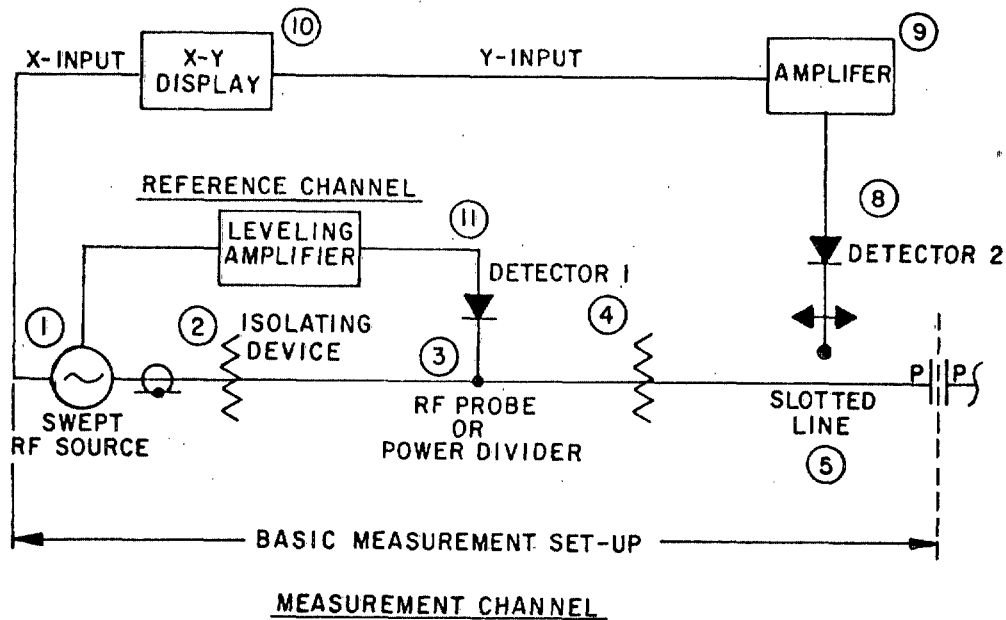 10
9
X-INPUT
X-Y
DISPLAY
Y-INPUT
AMPLIFER
REFERENCE CHANNEL
8
LEVELING
AMPLIFIER
11
DETECTOR 1
DETECTOR 2
1
2
ISOLATING
DEVICE
3
4
P P
SWEPT
RF SOURCE
RF PROBE
OR
POWER DIVIDER
SLOTTED
LINE
5
BASIC MEASUREMENT SET-UP
MEASUREMENT CHANNEL